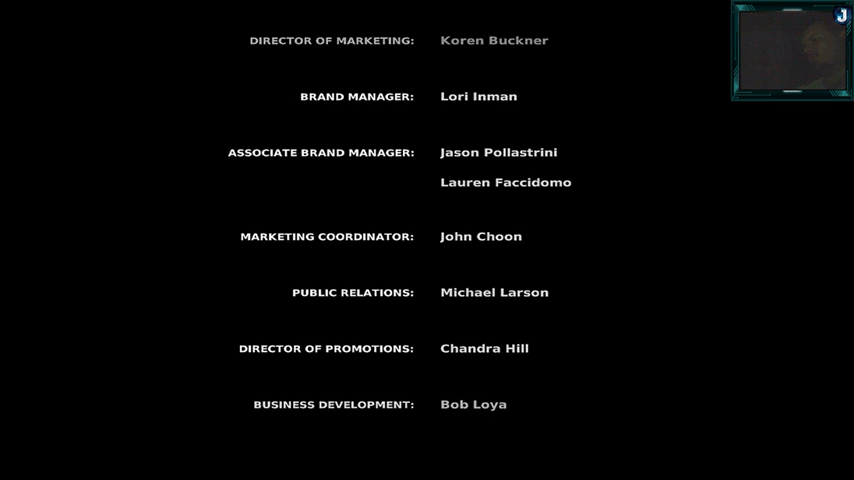 DIRECTOR OF MARKETING: Koren Buckner
BRAND MANAGER: Lori Inman
ASSOCIATE BRAND MANAGER: Jason Pollastrini
Lauren Faccidomo
MARKETING COORDINATOR: John Choon
PUBLIC RELATIONS: Michael Larson
DIRECTOR OF PROMOTIONS: Chandra Hill
BUSINESS DEVELOPMENT: Bob Loya
J